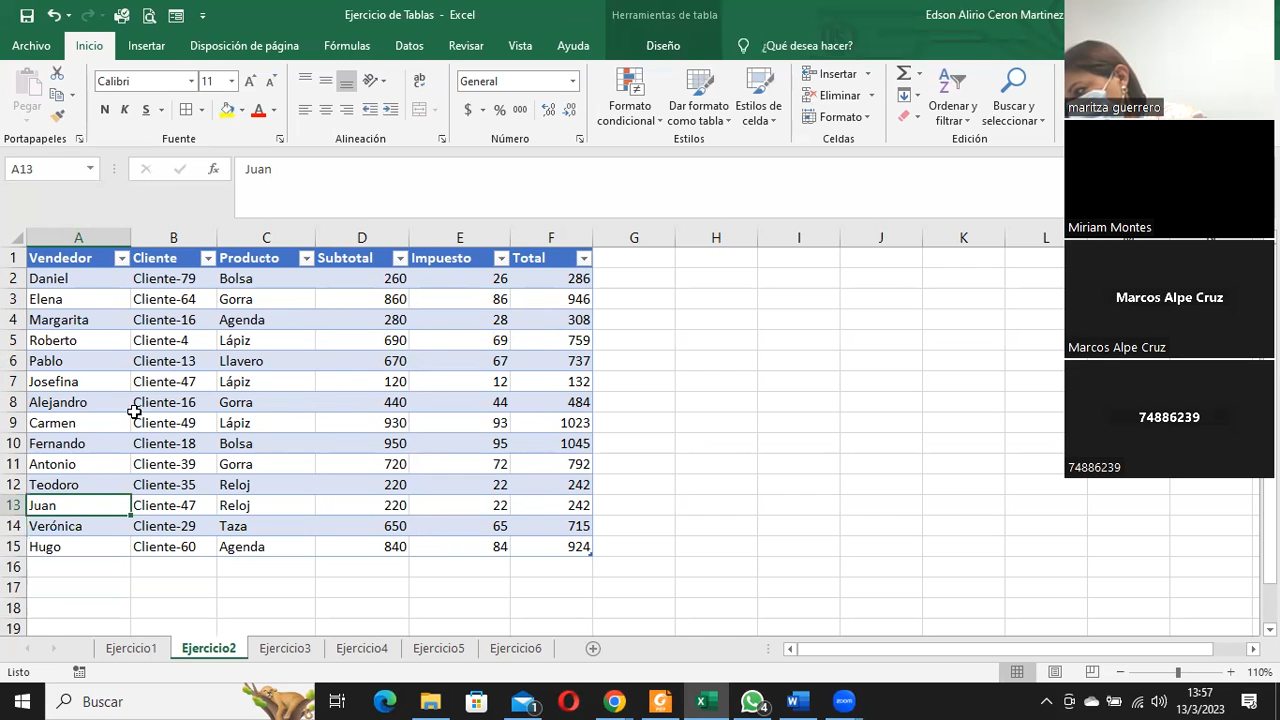 Ejercicio de Tablas - Excel
Herramientas de tabla
Edson Alirio Ceron Martinez
Archivo Inicio Insertar Disposición de página Fórmulas Datos Revisar Vista Ayuda Diseño ¿Qué desea hacer?
Pegar
Calibri 11
N K S
General
$ % 000
Formato condicional
Dar formato como tabla
Estilos de celda
Insertar
Eliminar
Formato
Ordenar y filtrar
Buscar y seleccionar
Portapapeles Fuente Alineación Número Estilos Celdas Edición
A13 fx Juan
A B C D E F G H I J K L
1 Vendedor Cliente Producto Subtotal Impuesto Total
2 Daniel Cliente-79 Bolsa 260 26 286
3 Elena Cliente-64 Gorra 860 86 946
4 Margarita Cliente-16 Agenda 280 28 308
5 Roberto Cliente-4 Lápiz 690 69 759
6 Pablo Cliente-13 Llavero 670 67 737
7 Josefina Cliente-47 Lápiz 120 12 132
8 Alejandro Cliente-16 Gorra 440 44 484
9 Carmen Cliente-49 Lápiz 930 93 1023
10 Fernando Cliente-18 Bolsa 950 95 1045
11 Antonio Cliente-39 Gorra 720 72 792
12 Teodoro Cliente-35 Reloj 220 22 242
13 Juan Cliente-47 Reloj 220 22 242
14 Verónica Cliente-29 Taza 650 65 715
15 Hugo Cliente-60 Agenda 840 84 924
16
17
18
19
Ejercicio1 Ejercicio2 Ejercicio3 Ejercicio4 Ejercicio5 Ejercicio6
Listo
110%
Buscar
1
4
13:57
13/3/2023
maritza guerrero
Miriam Montes
Marcos Alpe Cruz
Marcos Alpe Cruz
74886239
74886239